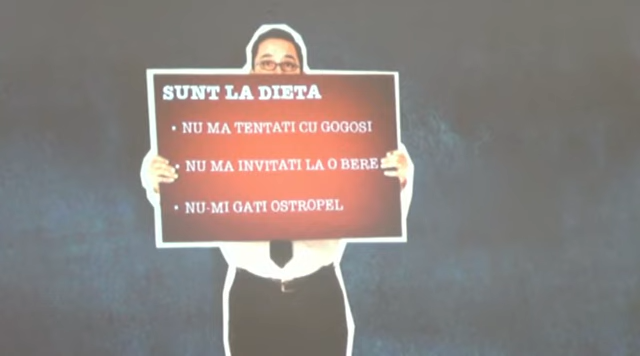 SUNT LA DIETA
• NU MA TENTATI CU GOGOSI
• NU MA INVITATI LA O BERE
• NU-MI GATI OSTROPEL